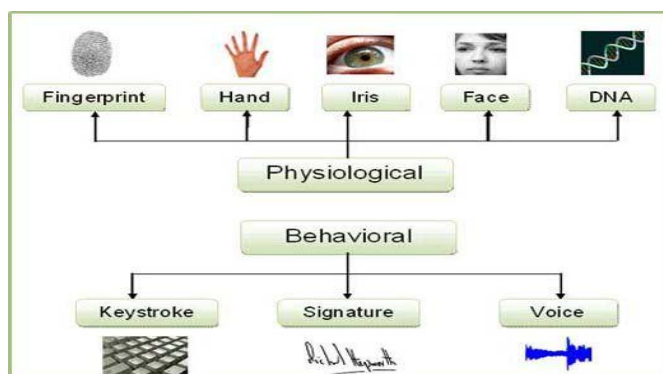 Fingerprint Hand Iris Face DNA
Physiological
Behavioral
Keystroke Signature Voice